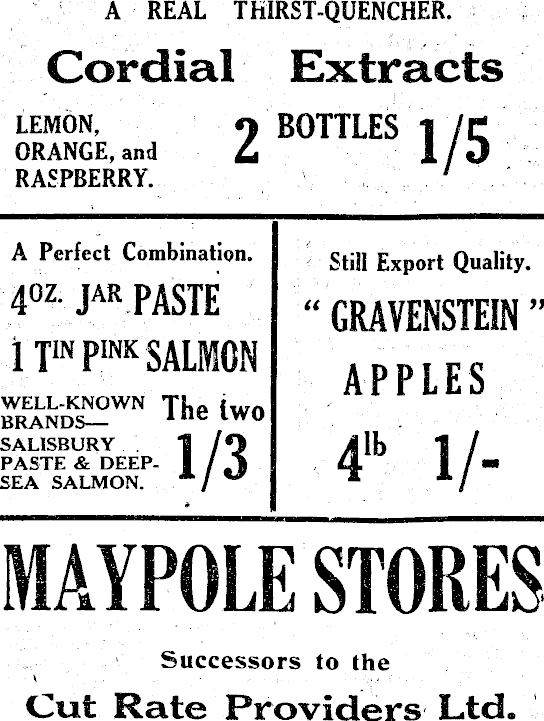 A REAL THIRST-QUENCHER.
Cordial Extracts
LEMON,
ORANGE, and
RASPBERRY.
2 BOTTLES 1/5
A Perfect Combination.
4OZ. JAR PASTE
1 TIN PINK SALMON
WELL-KNOWN
BRANDS—
SALISBURY
PASTE & DEEP-
SEA SALMON.
The two
1/3
Still Export Quality.
" GRAVENSTEIN "
APPLES
4lb 1/-
MAYPOLE STORES
Successors to the
Cut Rate Providers Ltd.